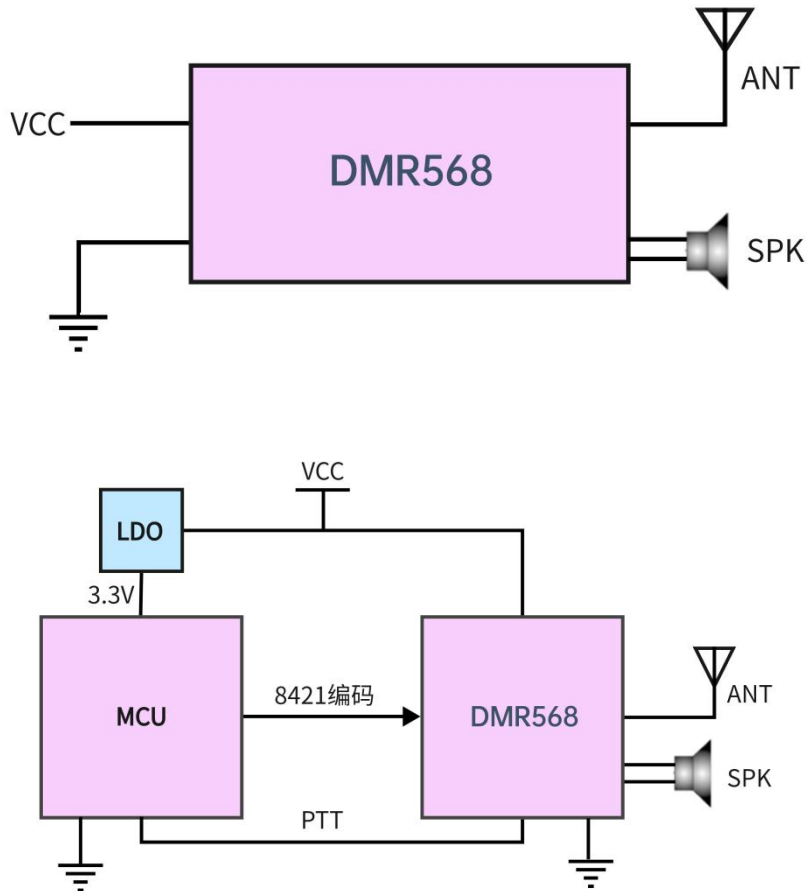 ANT
VCC
DMR568
SPK
VCC
LDO
3.3V
8421编码
MCU
DMR568
ANT
SPK
PTT